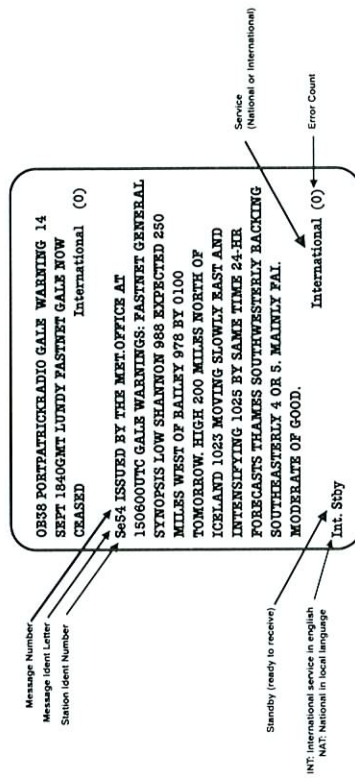 Message Number
Message Ident Letter
Station Ident Number
OB38 PORTPATRICKRADIO GALE WARNING 14
SEPT 1840GMT LUNDY FASTNET GALE NOW
CEASED International (0)
Se54 ISSUED BY THE MET.OFFICE AT
150600UTC GALE WARNINGS: FASTNET GENERAL
SYNOPSIS LOW SHANNON 988 EXPECTED 250
MILES WEST OF BAILEY 978 BY 0100
TOMORROW. HIGH 200 MILES NORTH OF
ICELAND 1023 MOVING SLOWLY EAST AND
INTENSIFYING 1025 BY SAME TIME 24-HR
FORECASTS THAMES SOUTHWESTERLY BACKING
SOUTHEASTERLY 4 OR 5. MAINLY FAI.
MODERATE OF GOOD.
International (0)
Int. Stby
Service
(National or International)
Error Count
Standby (ready to receive)
INT: International service in english
NAT: National in local language